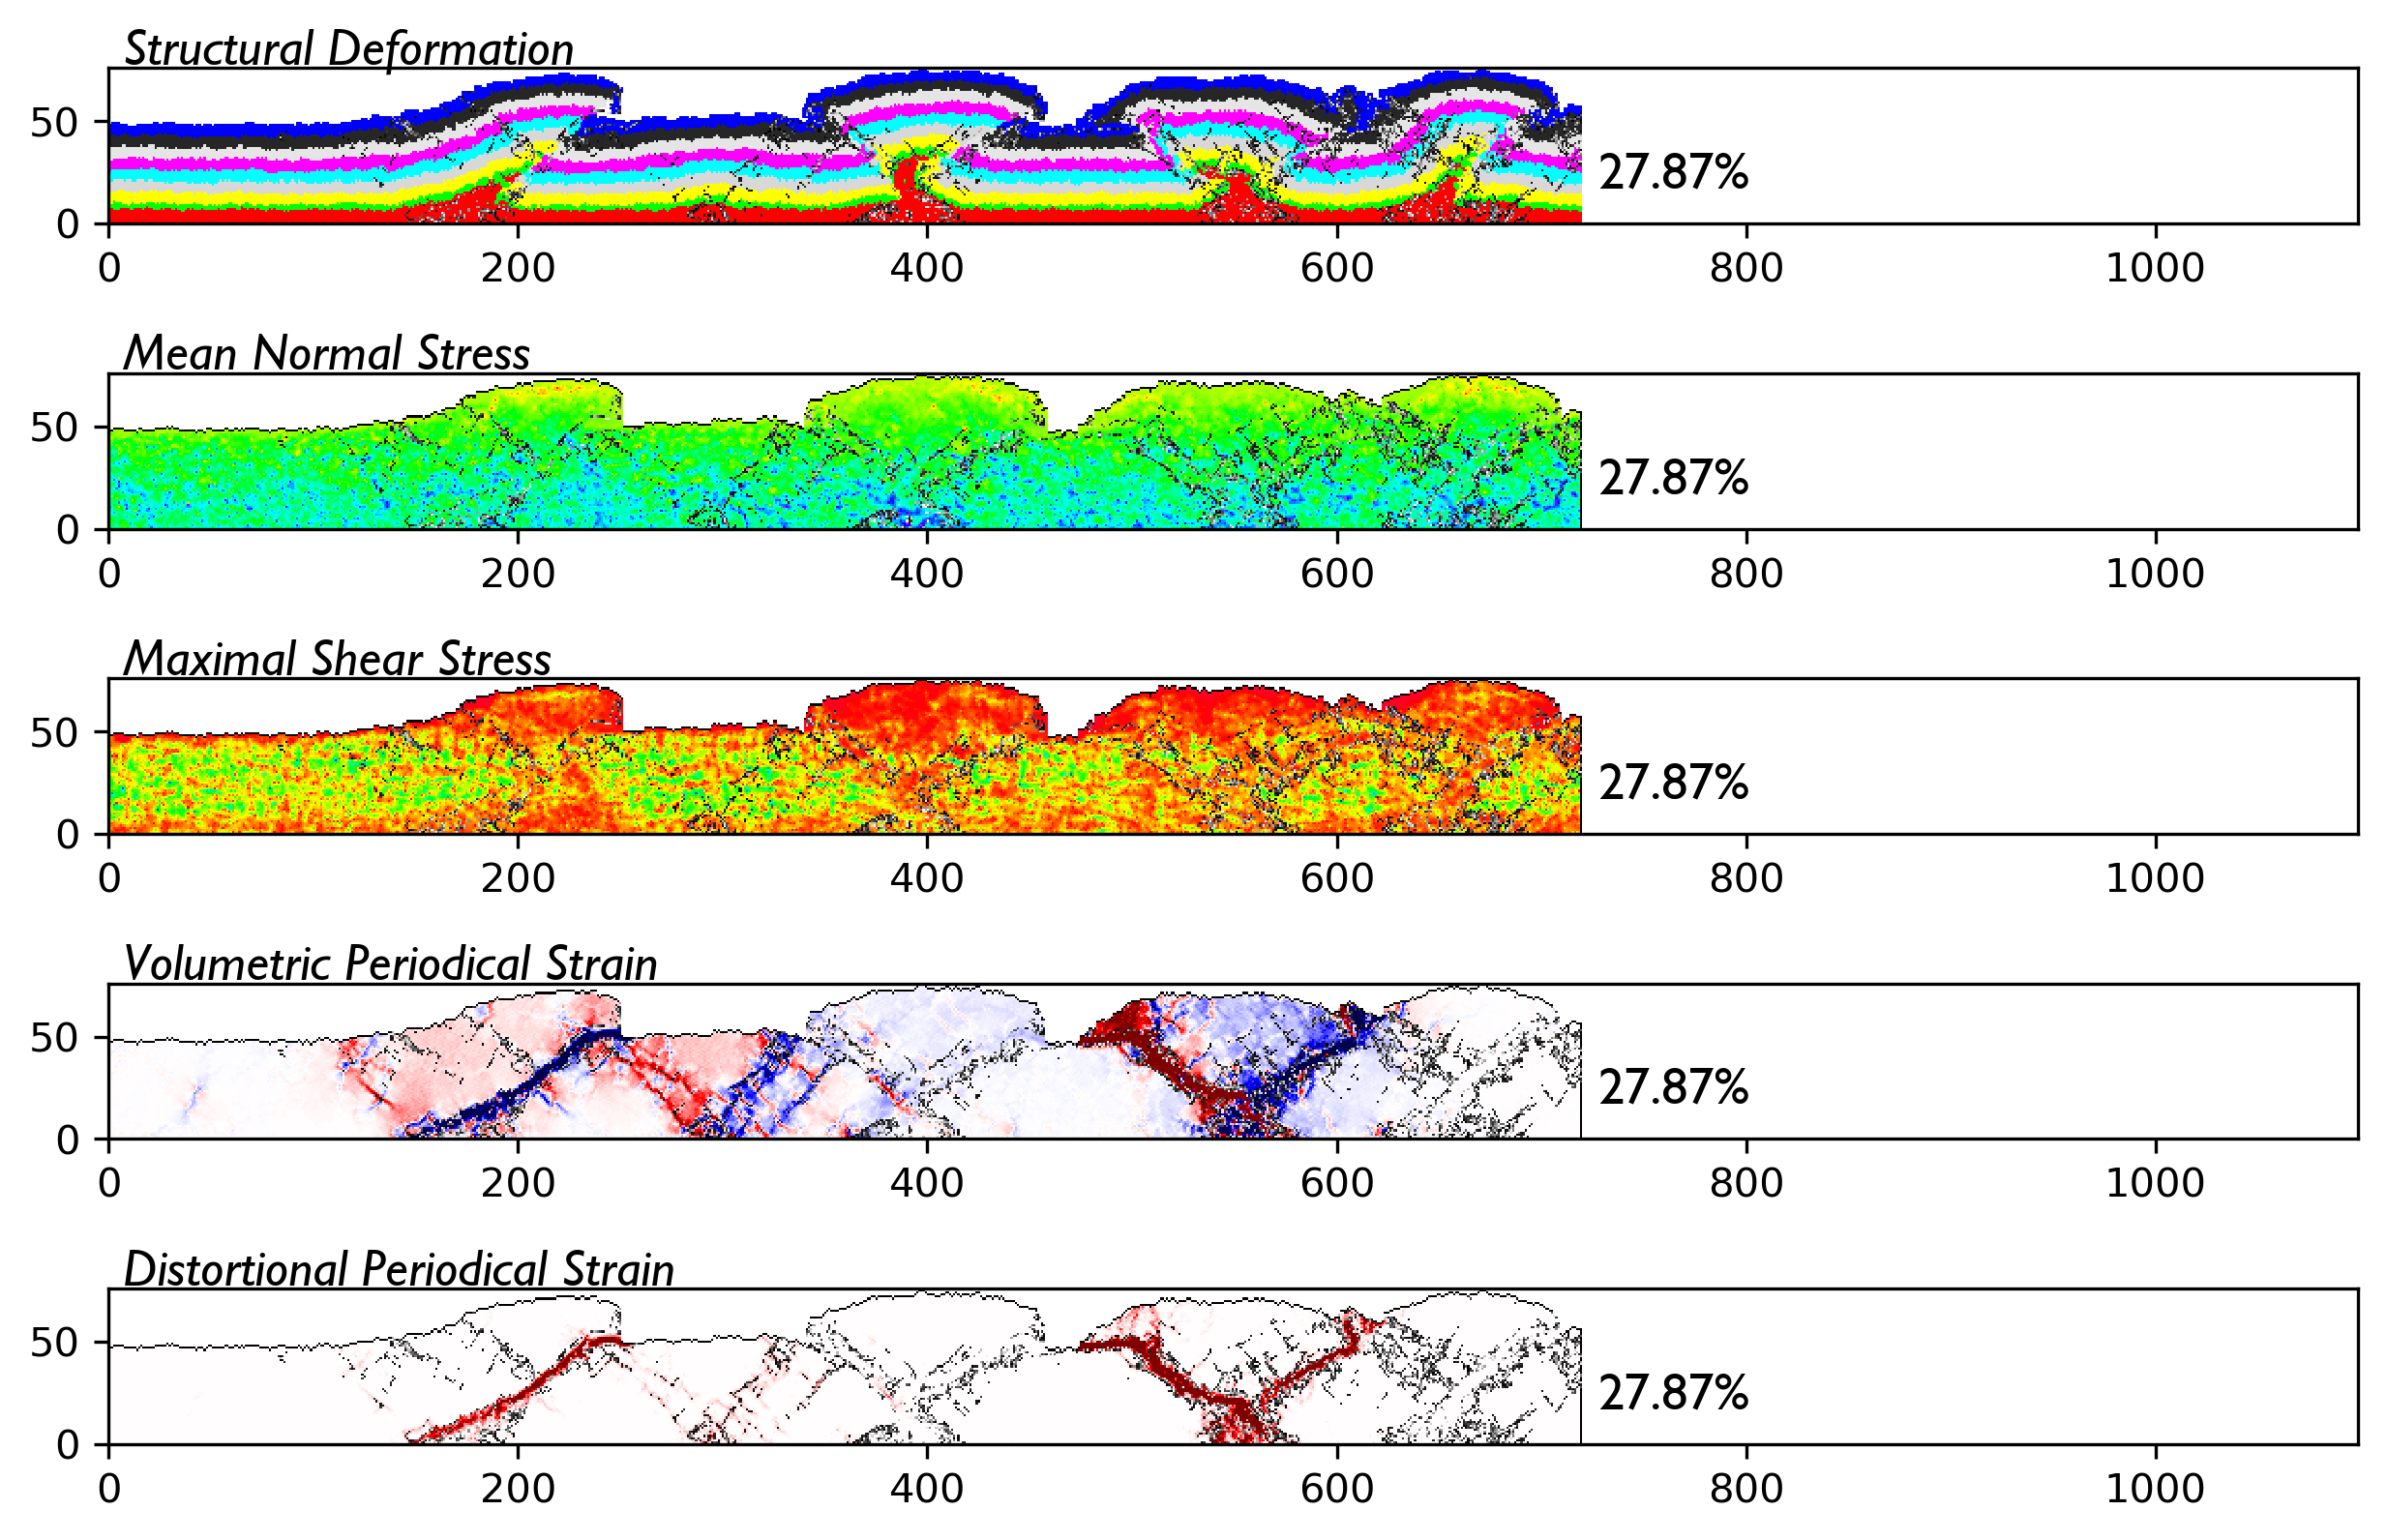 Structural Deformation
50
0
27.87%
0 200 400 600 800 1000
Mean Normal Stress
50
0
27.87%
0 200 400 600 800 1000
Maximal Shear Stress
50
0
27.87%
0 200 400 600 800 1000
Volumetric Periodical Strain
50
0
27.87%
0 200 400 600 800 1000
Distortional Periodical Strain
50
0
27.87%
0 200 400 600 800 1000